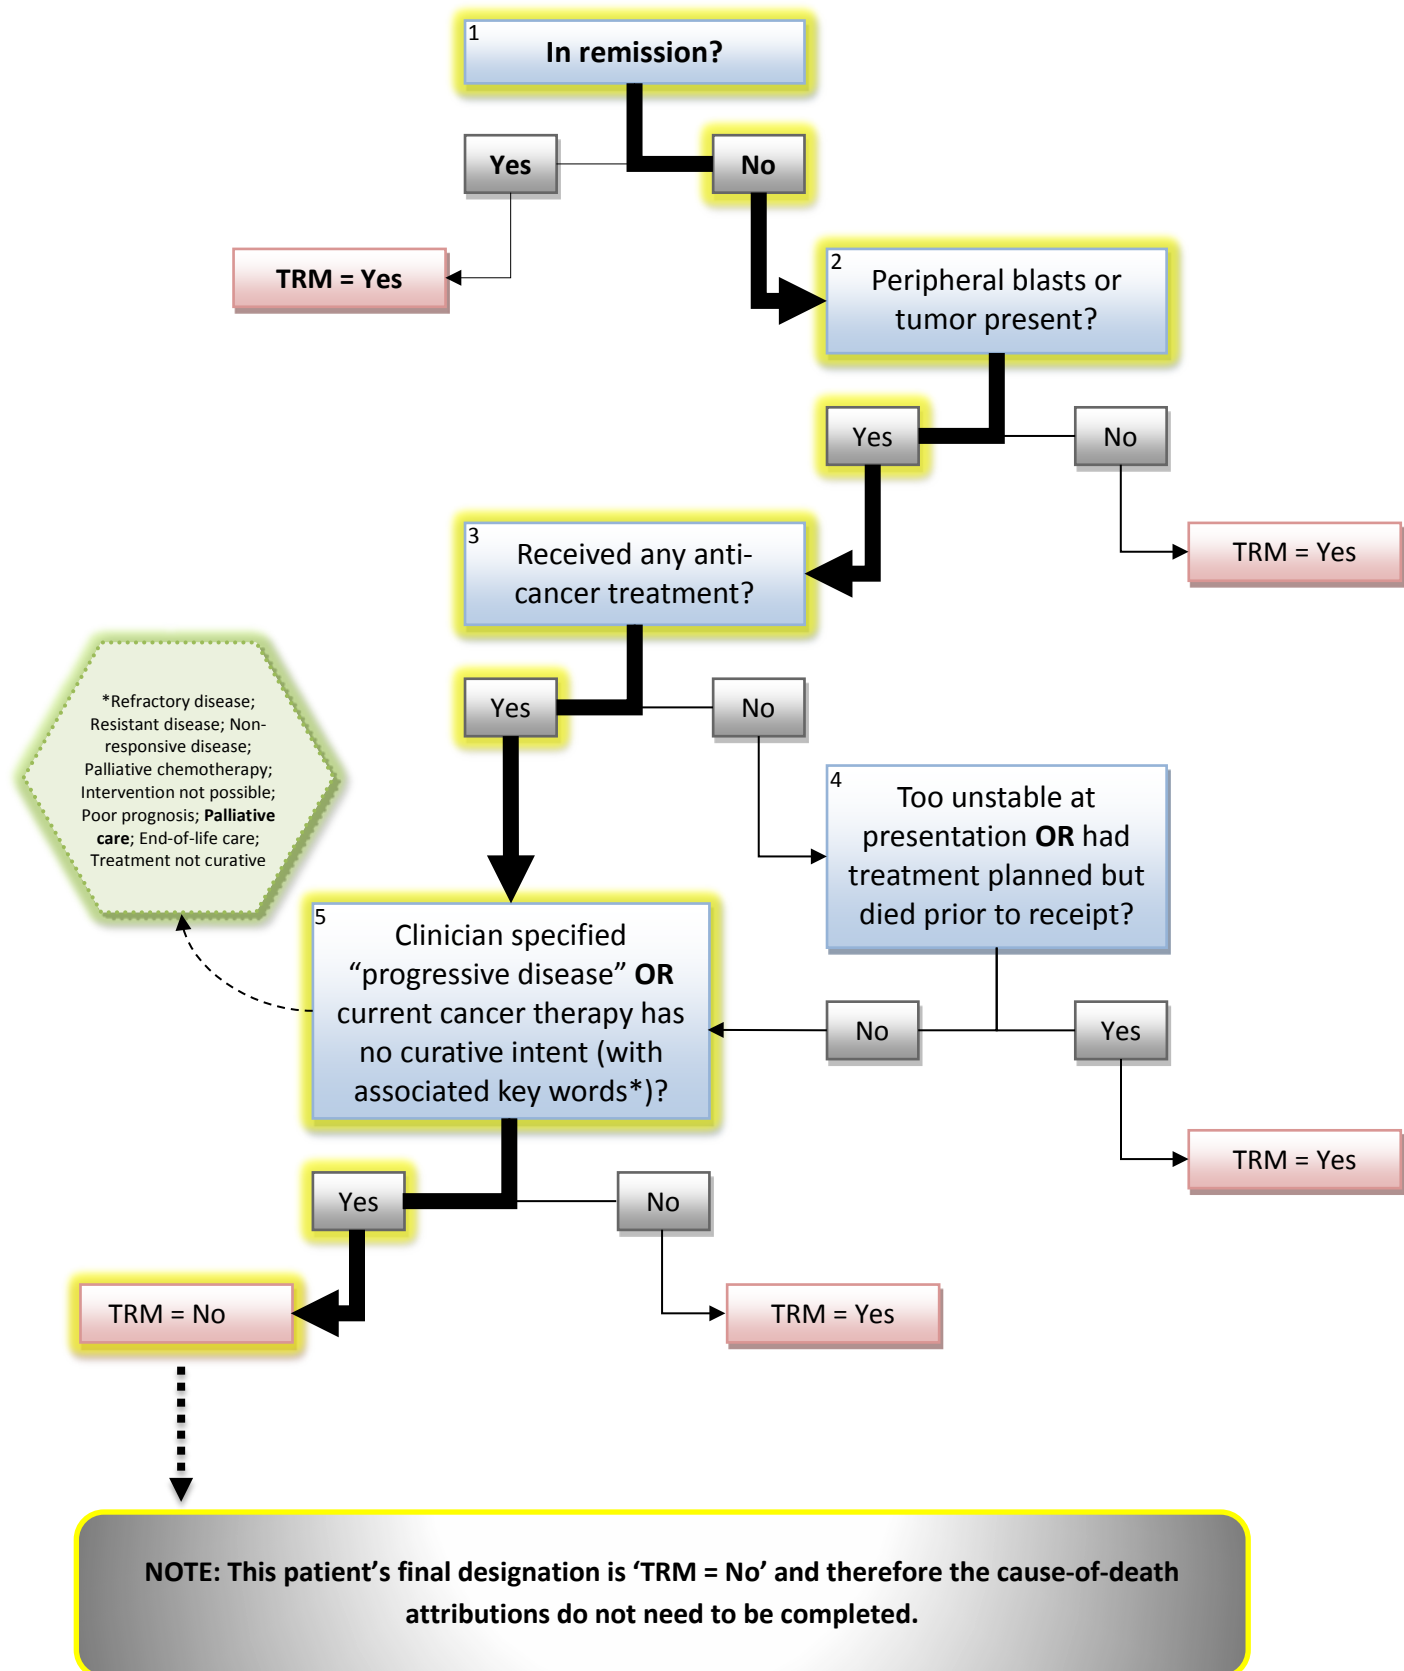 1
In remission?
Yes
No
TRM = Yes
2
Peripheral blasts or
tumor present?
Yes
No
TRM = Yes
3
Received any anti-
cancer treatment?
Yes
No
*Refractory disease;
Resistant disease; Non-
responsive disease;
Palliative chemotherapy;
Intervention not possible;
Poor prognosis; Palliative
care; End-of-life care;
Treatment not curative
4
Too unstable at
presentation OR had
treatment planned but
died prior to receipt?
No
Yes
TRM = Yes
5
Clinician specified
“progressive disease” OR
current cancer therapy has
no curative intent (with
associated key words*)?
Yes
No
TRM = No
TRM = Yes
NOTE: This patient’s final designation is ‘TRM = No’ and therefore the cause-of-death
attributions do not need to be completed.